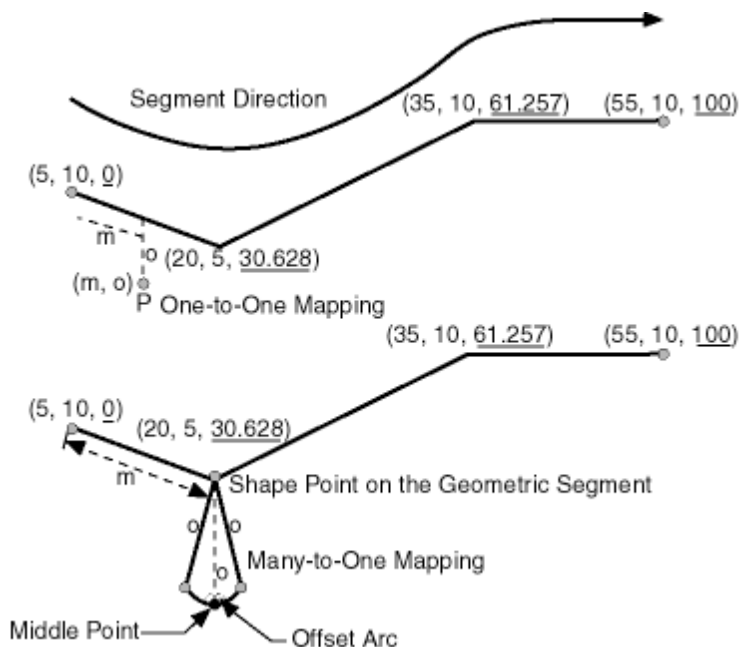 Segment Direction
(35, 10, 61.257) (55, 10, 100)
(5, 10, 0)
m
o
(20, 5, 30.628)
(m, o)
P One-to-One Mapping
(35, 10, 61.257) (55, 10, 100)
(5, 10, 0)
(20, 5, 30.628)
m
Shape Point on the Geometric Segment
o o
Many-to-One Mapping
o
Middle Point
Offset Arc